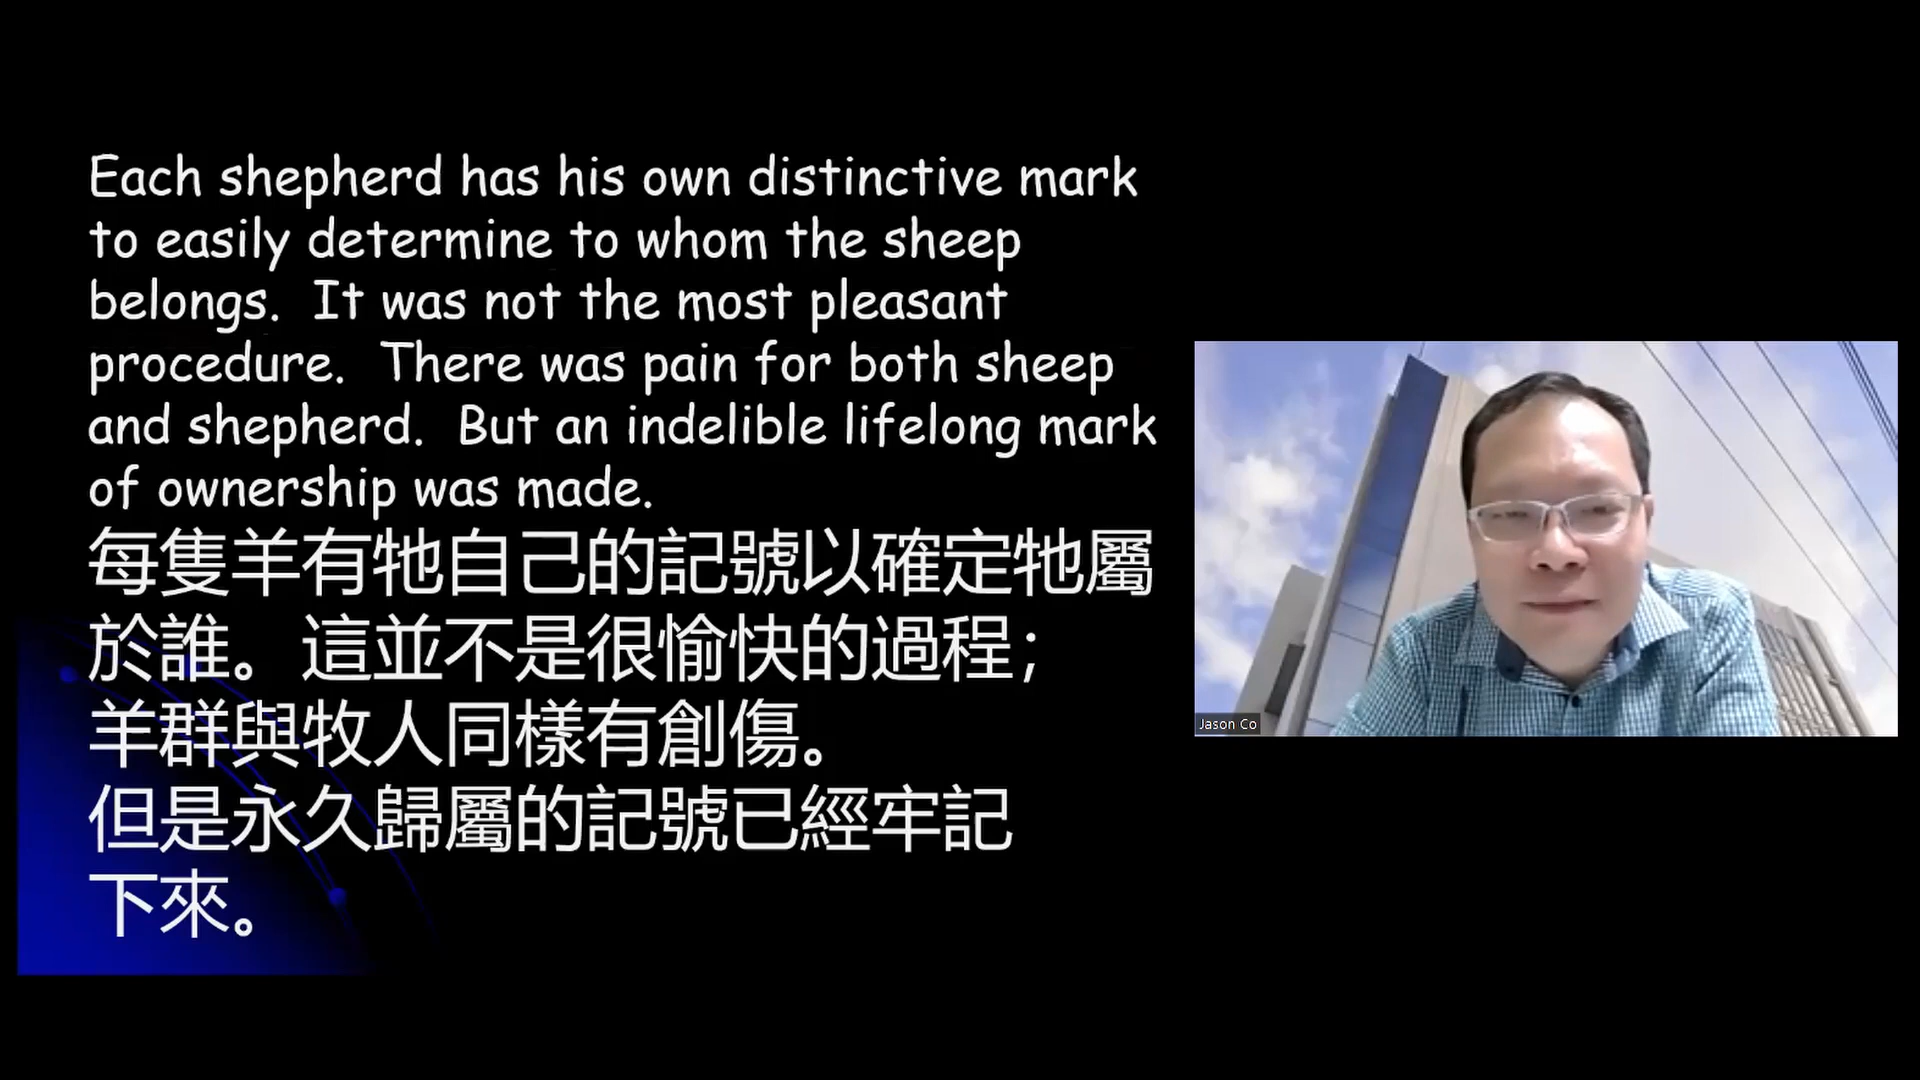 Each shepherd has his own distinctive mark
to easily determine to whom the sheep
belongs.  It was not the most pleasant
procedure.  There was pain for both sheep
and shepherd.  But an indelible lifelong mark
of ownership was made.
每隻羊有牠自己的記號以確定牠屬
於誰。這並不是很愉快的過程；
羊群與牧人同樣有創傷。
但是永久歸屬的記號已經牢記
下來。
Jason Co